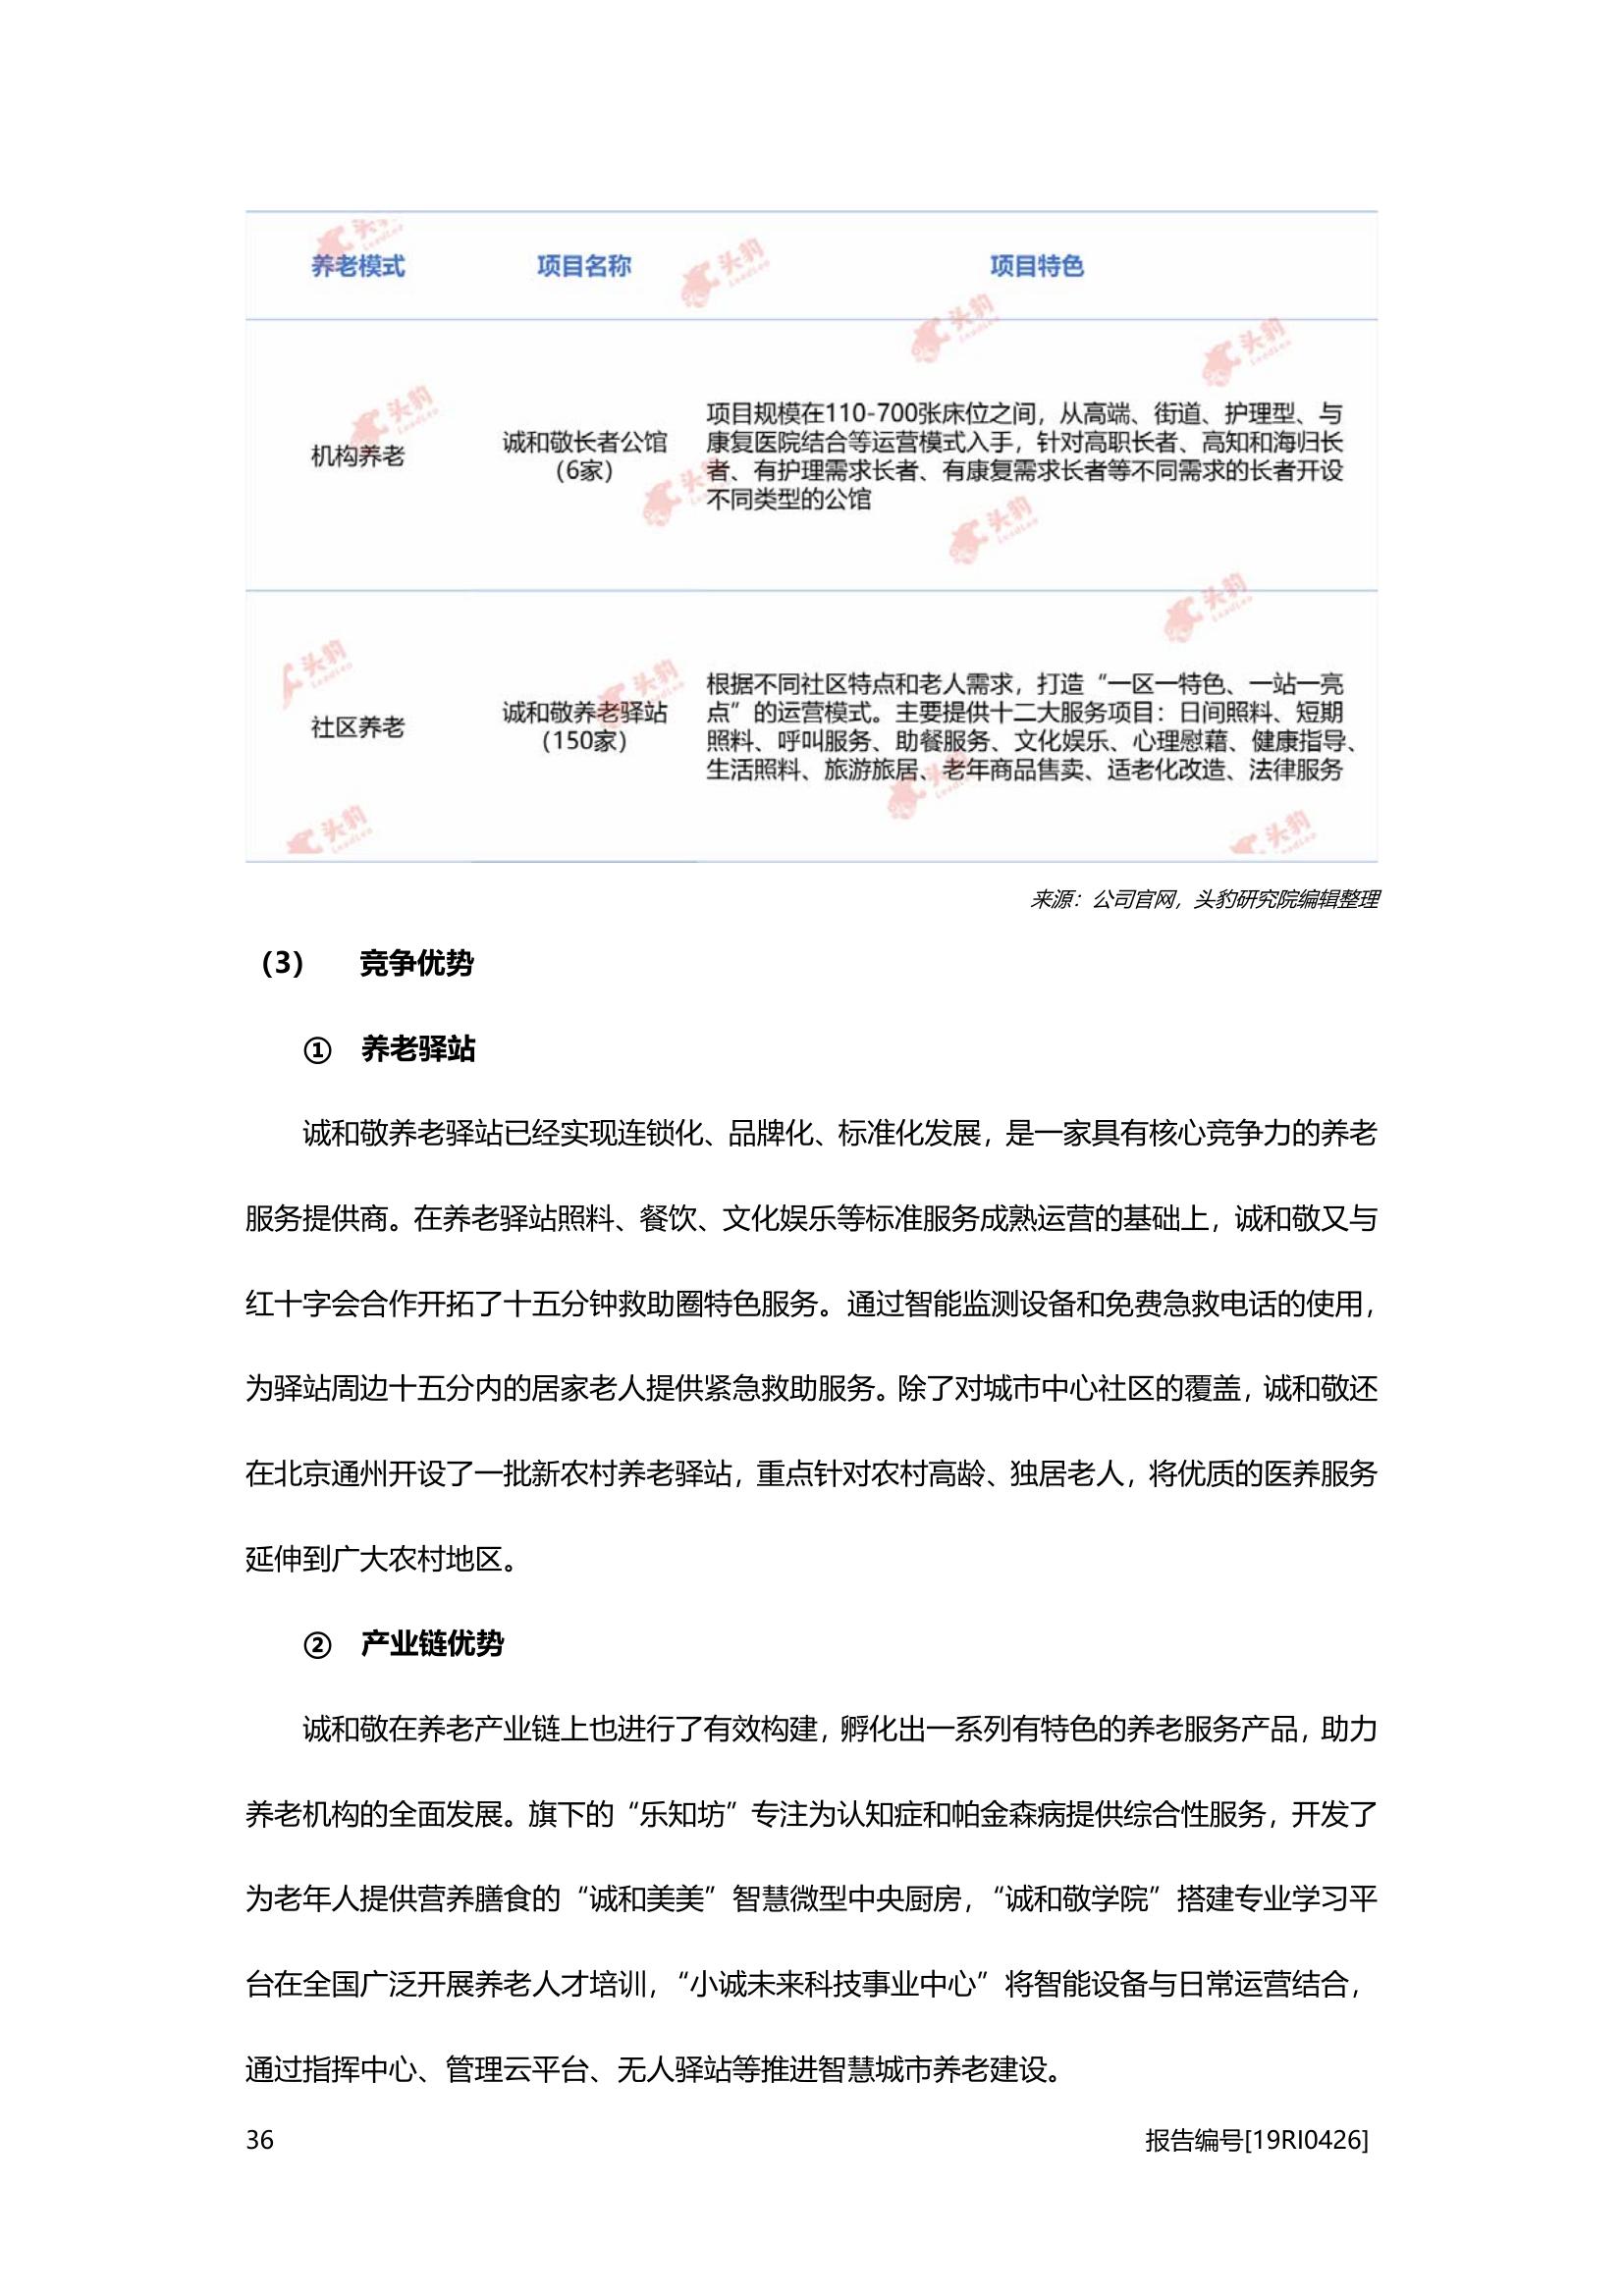 养老模式 项目名称 项目特色
机构养老
诚和敬长者公馆
（6家）
项目规模在110-700张床位之间，从高端、街道、护理型、与
康复医院结合等运营模式入手，针对高职长者、高知和海归长
者、有护理需求长者、有康复需求长者等不同需求的长者开设
不同类型的公馆
社区养老
诚和敬养老驿站
（150家）
根据不同社区特点和老人需求，打造“一区一特色、一站一亮
点”的运营模式。主要提供十二大服务项目：日间照料、短期
照料、呼叫服务、助餐服务、文化娱乐、心理慰藉、健康指导、
生活照料、旅游旅居、老年商品售卖、适老化改造、法律服务
头豹
LeadLeo
来源：公司官网，头豹研究院编辑整理
（3） 竞争优势
① 养老驿站
诚和敬养老驿站已经实现连锁化、品牌化、标准化发展，是一家具有核心竞争力的养老
服务提供商。在养老驿站照料、餐饮、文化娱乐等标准服务成熟运营的基础上，诚和敬又与
红十字会合作开拓了十五分钟救助圈特色服务。通过智能监测设备和免费急救电话的使用，
为驿站周边十五分内的居家老人提供紧急救助服务。除了对城市中心社区的覆盖，诚和敬还
在北京通州开设了一批新农村养老驿站，重点针对农村高龄、独居老人，将优质的医养服务
延伸到广大农村地区。
② 产业链优势
诚和敬在养老产业链上也进行了有效构建，孵化出一系列有特色的养老服务产品，助力
养老机构的全面发展。旗下的“乐知坊”专注为认知症和帕金森病提供综合性服务，开发了
为老年人提供营养膳食的“诚和美美”智慧微型中央厨房，“诚和敬学院”搭建专业学习平
台在全国广泛开展养老人才培训，“小诚未来科技事业中心”将智能设备与日常运营结合，
通过指挥中心、管理云平台、无人驿站等推进智慧城市养老建设。
36 报告编号[19RI0426]